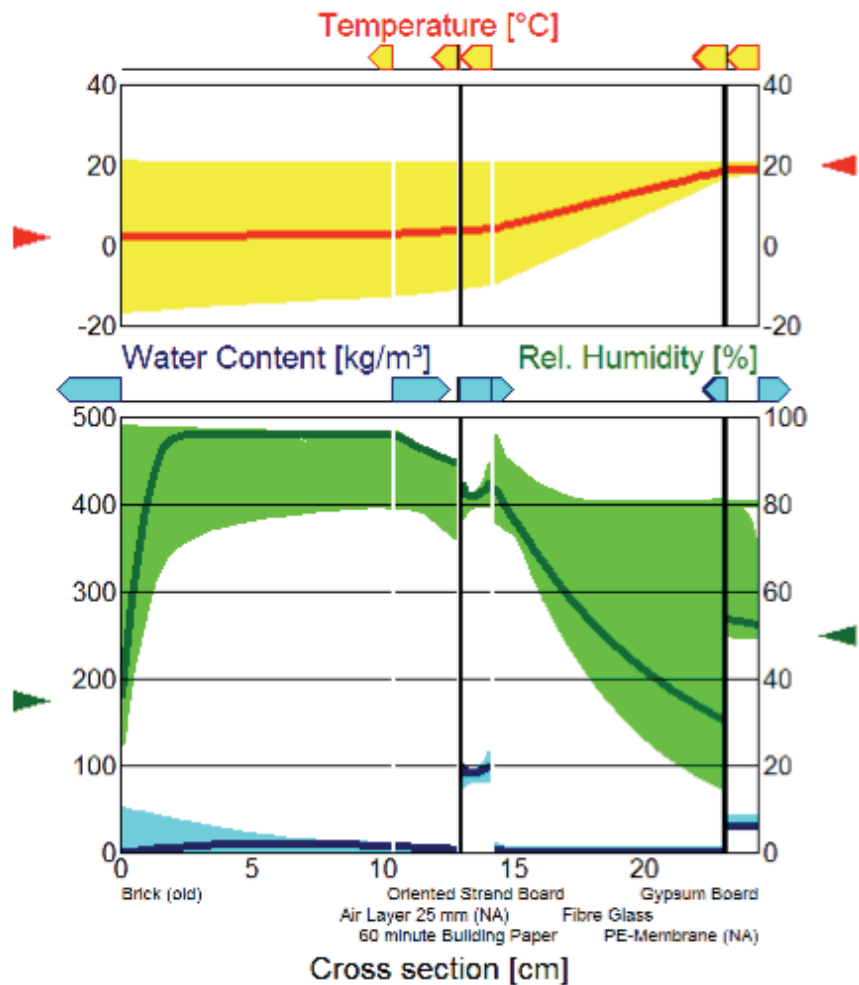 Temperature [°C]
40 40
20 20
0 0
-20 -20
Water Content [kg/m³] Rel. Humidity [%]
500 100
400 80
300 60
200 40
100 20
0 0
0 5 10 15 20
Brick (old) Oriented Strand Board Gypsum Board
Air Layer 25 mm (NA) Fibre Glass
60 minute Building Paper PE-Membrane (NA)
Cross section [cm]